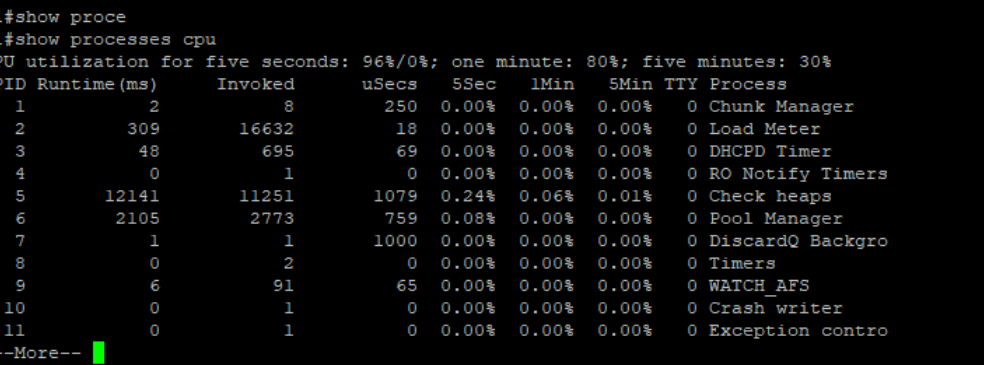 .#show proce
.#show processes cpu
PU utilization for five seconds: 96%/0%; one minute: 80%; five minutes: 30%
PID Runtime(ms)     Invoked      uSecs   5Sec   1Min   5Min TTY Process
  1           2           8        250  0.00%  0.00%  0.00%   0 Chunk Manager
  2         309       16632         18  0.00%  0.00%  0.00%   0 Load Meter
  3          48         695         69  0.00%  0.00%  0.00%   0 DHCPD Timer
  4           0           1          0  0.00%  0.00%  0.00%   0 RO Notify Timers
  5       12141       11251       1079  0.24%  0.06%  0.01%   0 Check heaps
  6        2105        2773        759  0.08%  0.00%  0.00%   0 Pool Manager
  7           1           1       1000  0.00%  0.00%  0.00%   0 DiscardQ Backgro
  8           0           2          0  0.00%  0.00%  0.00%   0 Timers
  9           6          91         65  0.00%  0.00%  0.00%   0 WATCH_AFS
 10           0           1          0  0.00%  0.00%  0.00%   0 Crash writer
 11           0           1          0  0.00%  0.00%  0.00%   0 Exception contro
--More--